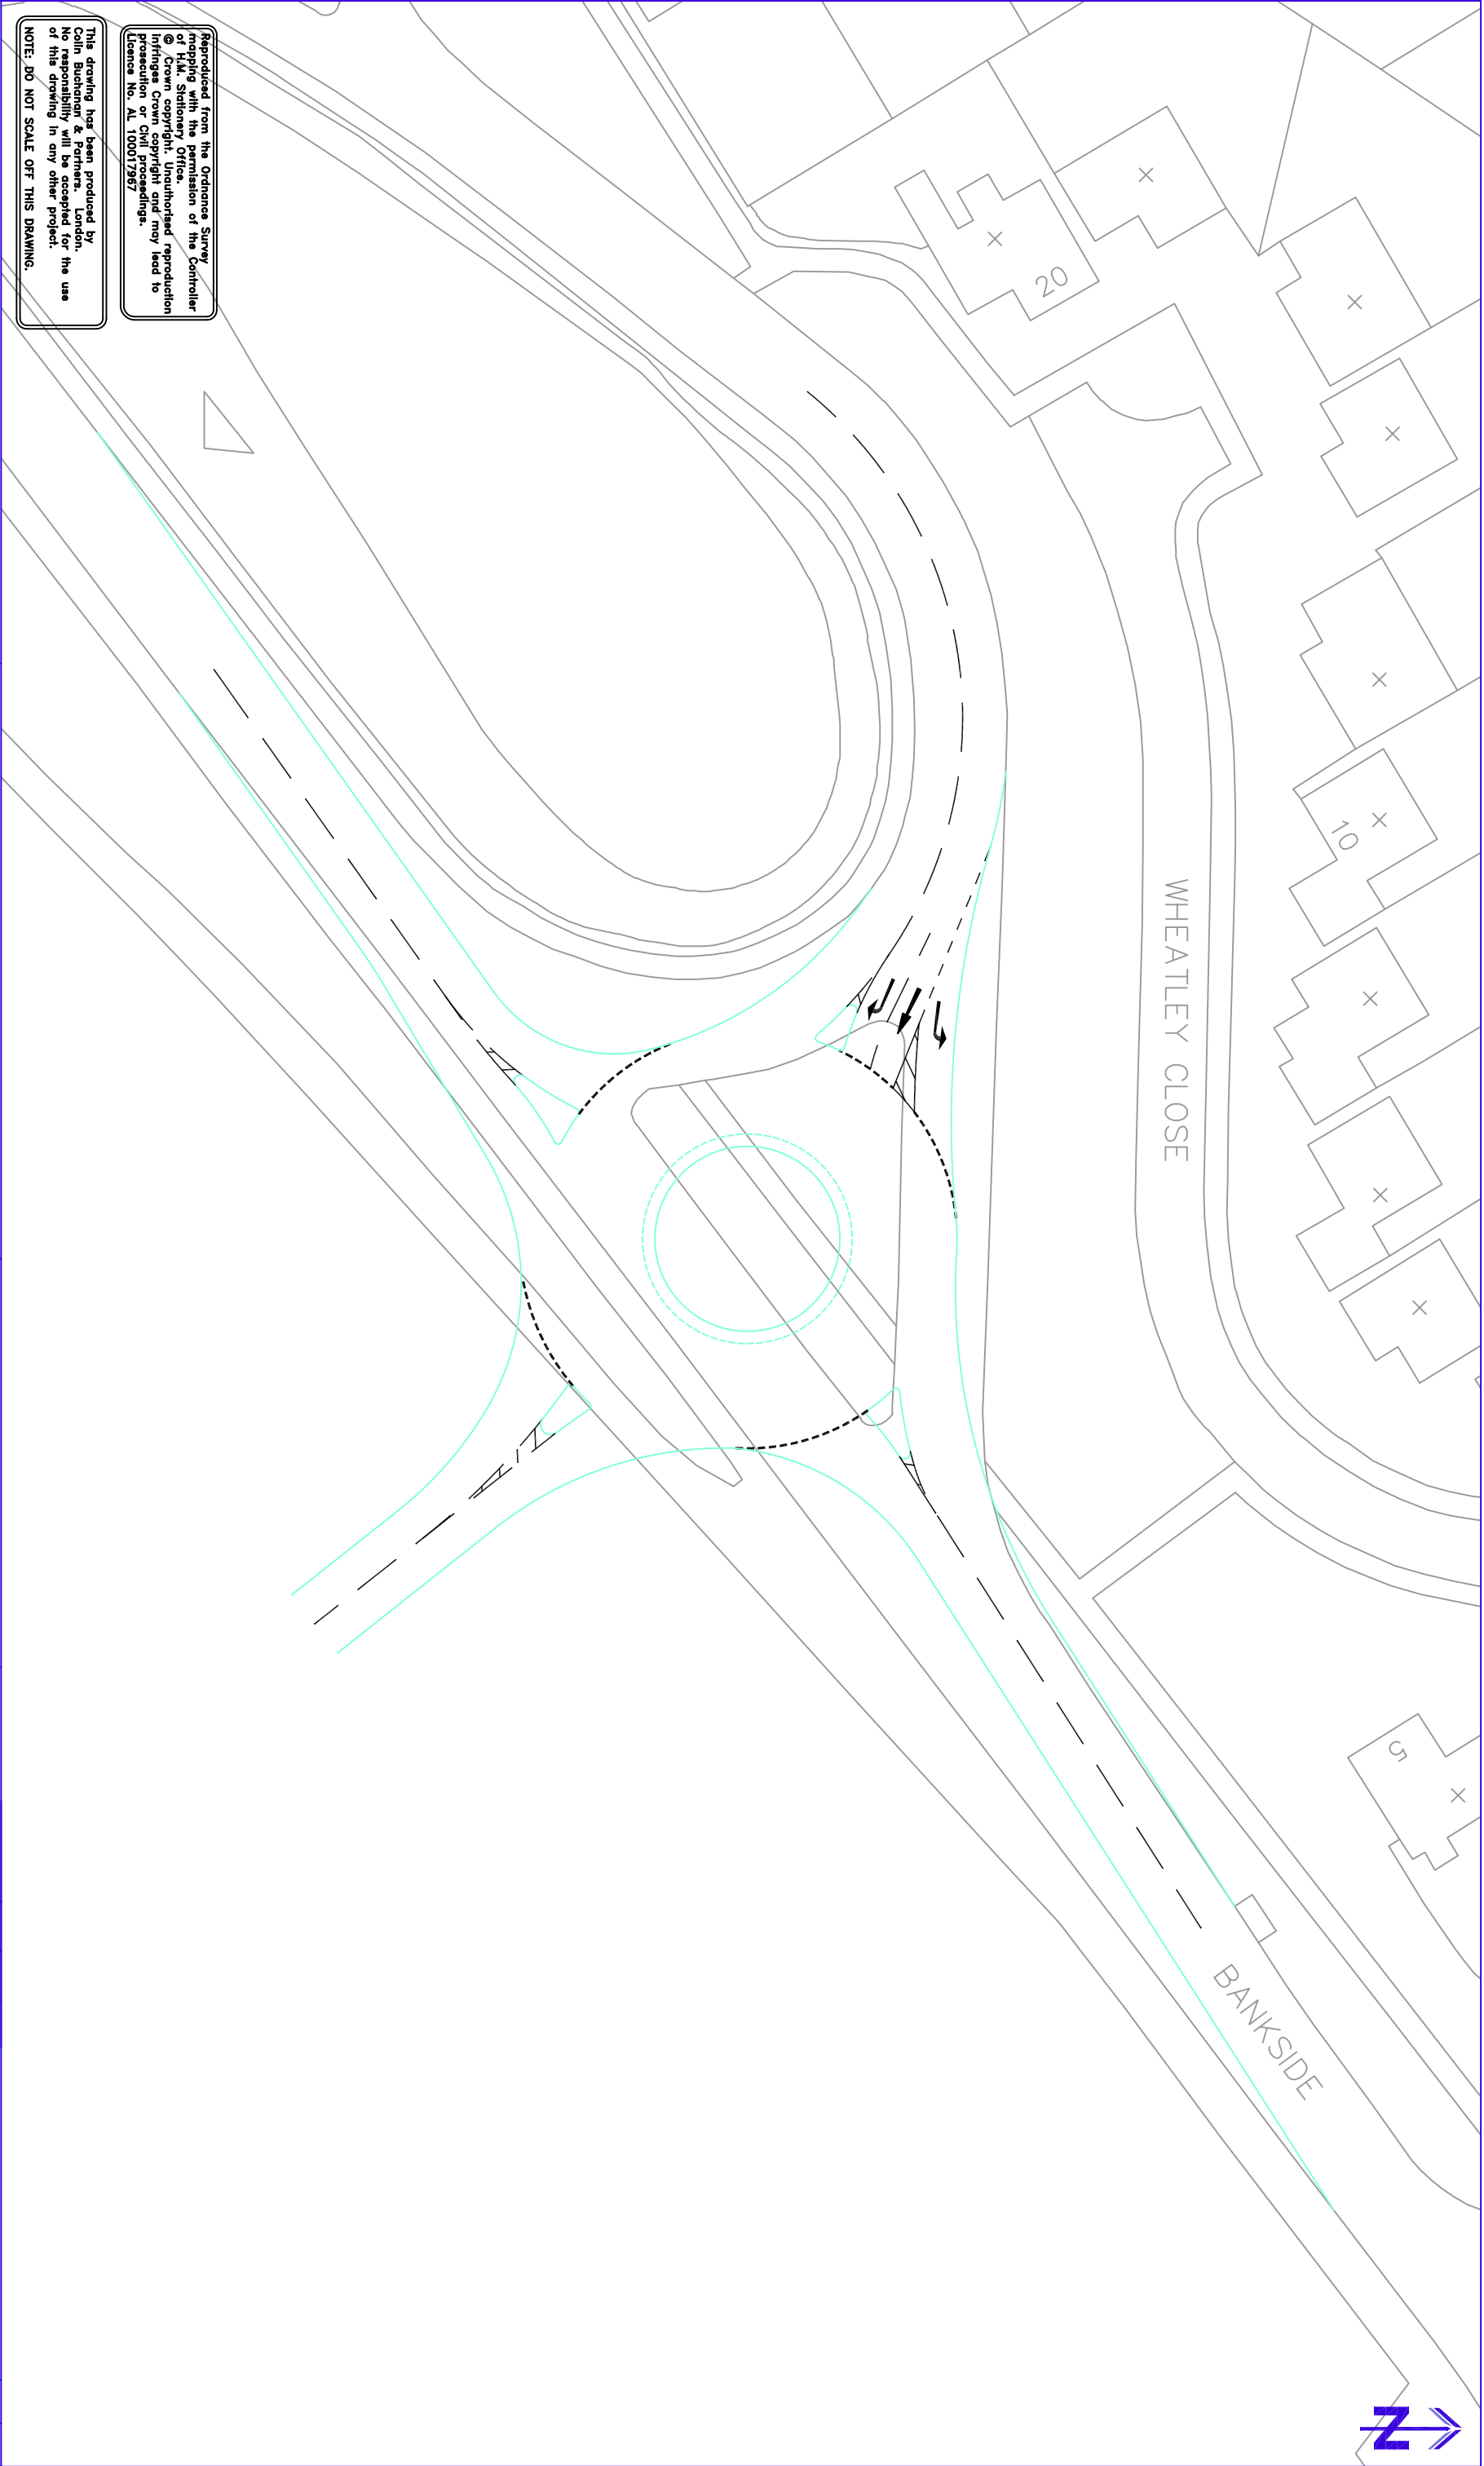 Reproduced from the Ordnance Survey
mapping with the permission of the Controller
of H.M. Stationery Office.
© Crown copyright. Unauthorised reproduction
infringes Crown copyright and may lead to
prosecution or Civil proceedings.
Licence No. AL 100017967
This drawing has been produced by
Colin Buchanan & Partners. London.
No responsibility will be accepted for the use
of this drawing in any other project.
NOTE: DO NOT SCALE OFF THIS DRAWING.
20
10
WHEATLEY CLOSE
5
BANKSIDE
N